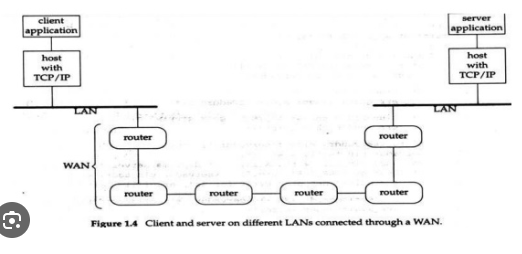 client
application
server
application
host
with
TCP/IP
host
with
TCP/IP
LAN
LAN
router
router
WAN
router
router
router
router
Figure 1.4 Client and server on different LANs connected through a WAN.